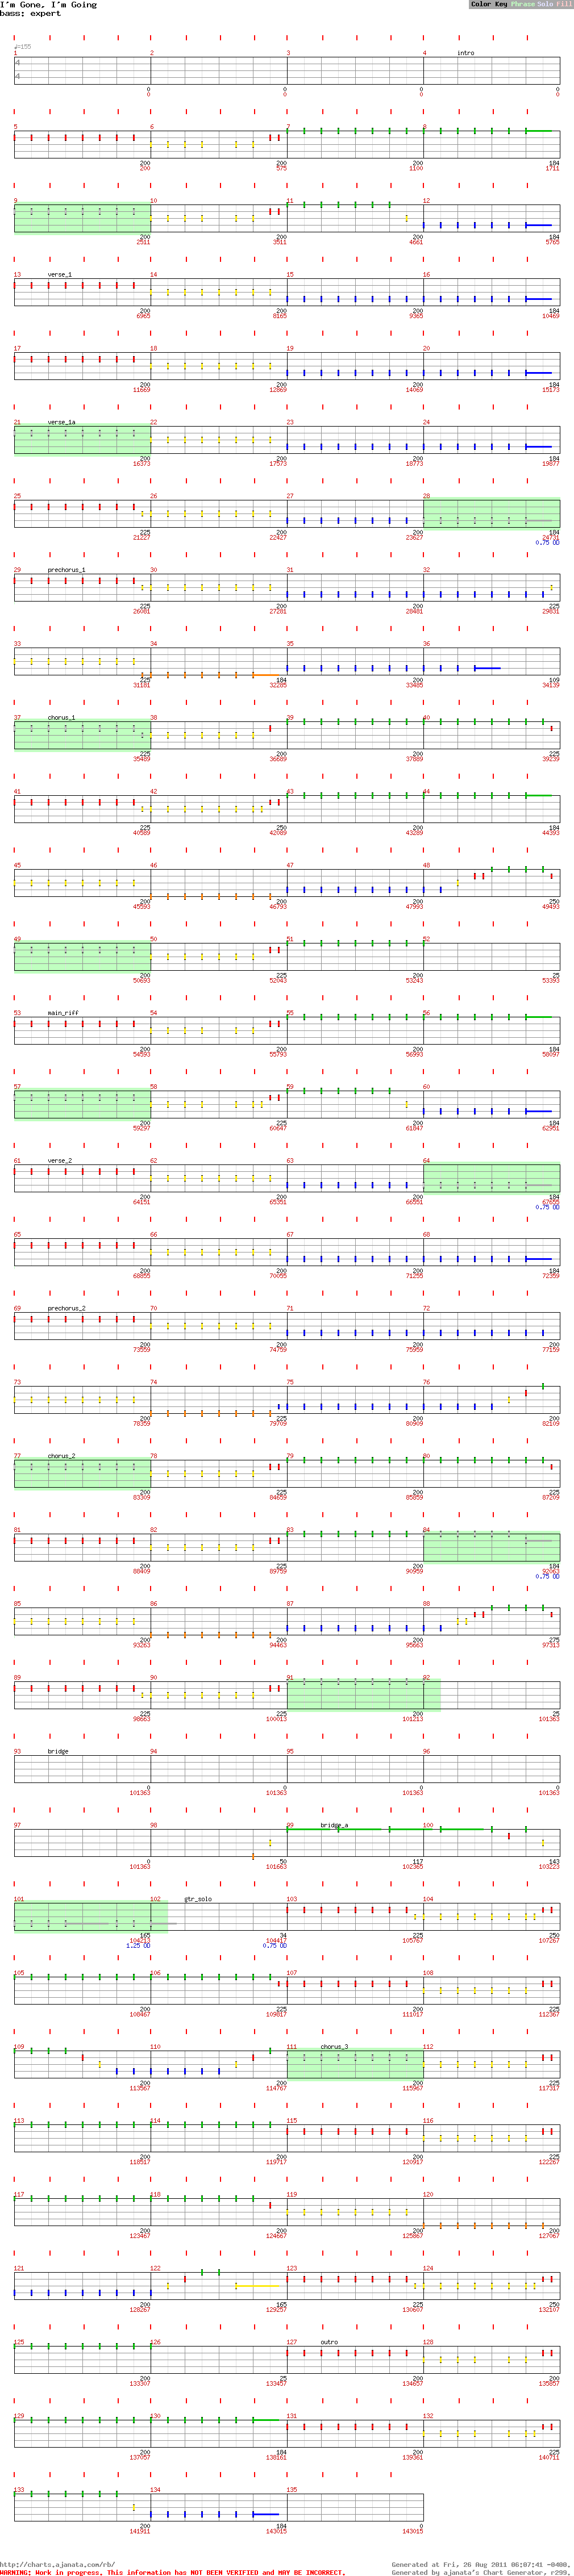 I'm Gone, I'm Going
Color Key Phrase Solo Fill
bass: expert
♩=155
1 2 3 4 intro
4
4
0 0 0 0
0 0 0 0
5 6 7 8
200 200 200 184
200 575 1100 1711
9 10 11 12
200 200 200 184
2511 3511 4661 5765
13 verse_1 14 15 16
200 200 200 184
6965 8165 9365 10469
17 18 19 20
200 200 200 184
11669 12869 14069 15173
21 verse_1a 22 23 24
200 200 200 184
16373 17573 18773 19877
25 26 27 28
225 200 200 184
21227 22427 23627 24731
0.75 OD
29 prechorus_1 30 31 32
225 200 200 225
26081 27281 28481 29831
33 34 35 36
225 184 200 109
31181 32285 33485 34139
37 chorus_1 38 39 40
225 200 200 225
35489 36689 37889 39239
41 42 43 44
225 250 200 184
40589 42089 43289 44393
45 46 47 48
200 200 200 250
45593 46793 47993 49493
49 50 51 52
200 225 200 25
50693 52043 53243 53393
53 main_riff 54 55 56
200 200 200 184
54593 55793 56993 58097
57 58 59 60
200 225 200 184
59297 60647 61847 62951
61 verse_2 62 63 64
200 200 200 184
64151 65351 66551 67655
0.75 OD
65 66 67 68
200 200 200 184
68855 70055 71255 72359
69 prechorus_2 70 71 72
200 200 200 200
73559 74759 75959 77159
73 74 75 76
200 225 200 200
78359 79709 80909 82109
77 chorus_2 78 79 80
200 225 200 225
83309 84659 85859 87209
81 82 83 84
200 225 200 184
88409 89759 90959 92063
0.75 OD
85 86 87 88
200 200 200 275
93263 94463 95663 97313
89 90 91 92
225 225 200 25
98663 100013 101213 101363
93 bridge 94 95 96
0 0 0 0
101363 101363 101363 101363
97 98 99 bridge_a 100
0 50 117 143
101363 101663 102365 103223
101 102 gtr_solo 103 104
165 34 225 250
104213 104417 105767 107267
1.25 OD 0.75 OD
105 106 107 108
200 225 200 225
108467 109817 111017 112367
109 110 111 chorus_3 112
200 200 200 225
113567 114767 115967 117317
113 114 115 116
200 200 200 225
118517 119717 120917 122267
117 118 119 120
200 200 200 200
123467 124667 125867 127067
121 122 123 124
200 165 225 250
128267 129257 130607 132107
125 126 127 outro 128
200 25 200 200
133307 133457 134657 135857
129 130 131 132
200 184 200 225
137057 138161 139361 140711
133 134 135
200 184 0
141911 143015 143015
http://charts.ajanata.com/rb/
Generated at Fri, 26 Aug 2011 06:07:41 -0400,
WARNING: Work in progress. This information has NOT BEEN VERIFIED and MAY BE INCORRECT.
Generated by ajanata's Chart Generator, r299,